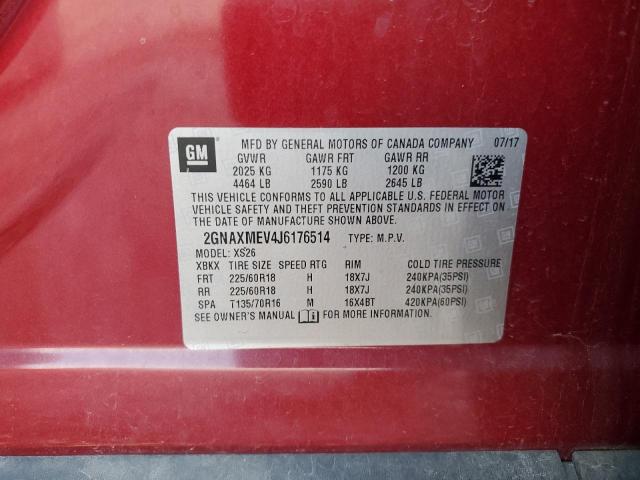 GM
MFD BY GENERAL MOTORS OF CANADA COMPANY 07/17
GVWR GAWR FRT GAWR RR
2025 KG 1175 KG 1200 KG
4464 LB 2590 LB 2645 LB
THIS VEHICLE CONFORMS TO ALL APPLICABLE U.S. FEDERAL MOTOR
VEHICLE SAFETY AND THEFT PREVENTION STANDARDS IN EFFECT ON
THE DATE OF MANUFACTURE SHOWN ABOVE.
2GNAXMEV4J6176514 TYPE: M.P.V.
MODEL: XS26
XBKX TIRE SIZE SPEED RTG RIM COLD TIRE PRESSURE
FRT 225/60R18 H 18X7J 240KPA(35PSI)
RR 225/60R18 H 18X7J 240KPA(35PSI)
SPA T135/70R16 M 16X4BT 420KPA(60PSI)
SEE OWNER'S MANUAL FOR MORE INFORMATION.